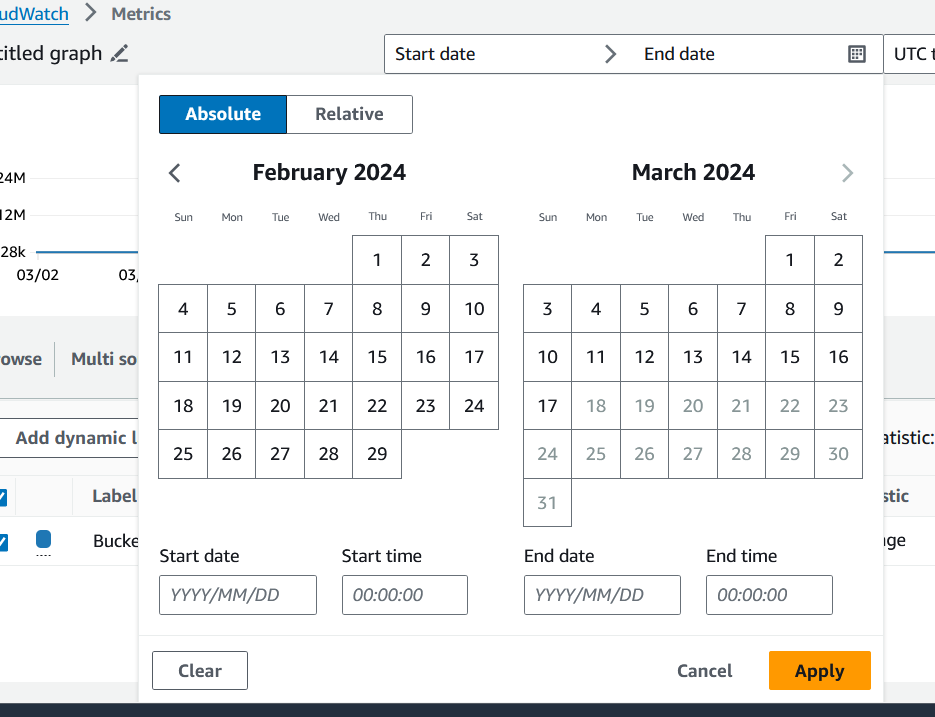 udWatch > Metrics
titled graph
Start date > End date
UTC t
Absolute Relative
February 2024
March 2024
Sun Mon Tue Wed Thu Fri Sat
Sun Mon Tue Wed Thu Fri Sat
1 2 3
1 2
4 5 6 7 8 9 10
3 4 5 6 7 8 9
11 12 13 14 15 16 17
10 11 12 13 14 15 16
18 19 20 21 22 23 24
17 18 19 20 21 22 23
25 26 27 28 29
24 25 26 27 28 29 30
31
24M
12M
28k
03/02 03/
owse Multi so
Add dynamic l
atistic:
Label
stic
Bucke
ge
Start date Start time End date End time
YYYY/MM/DD 00:00:00 YYYY/MM/DD 00:00:00
Clear Cancel Apply